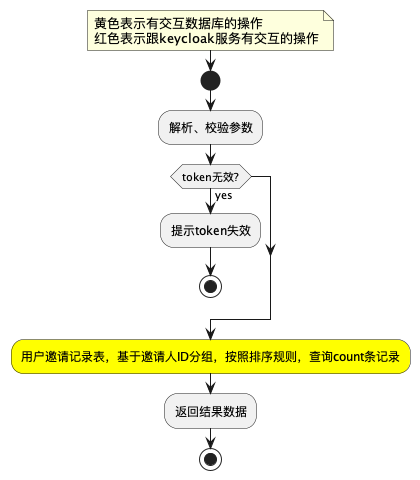 黄色表示有交互数据库的操作
红色表示跟keycloak服务有交互的操作
解析、校验参数
token无效?
yes
提示token失效
用户邀请记录表，基于邀请人ID分组，按照排序规则，查询count条记录
返回结果数据